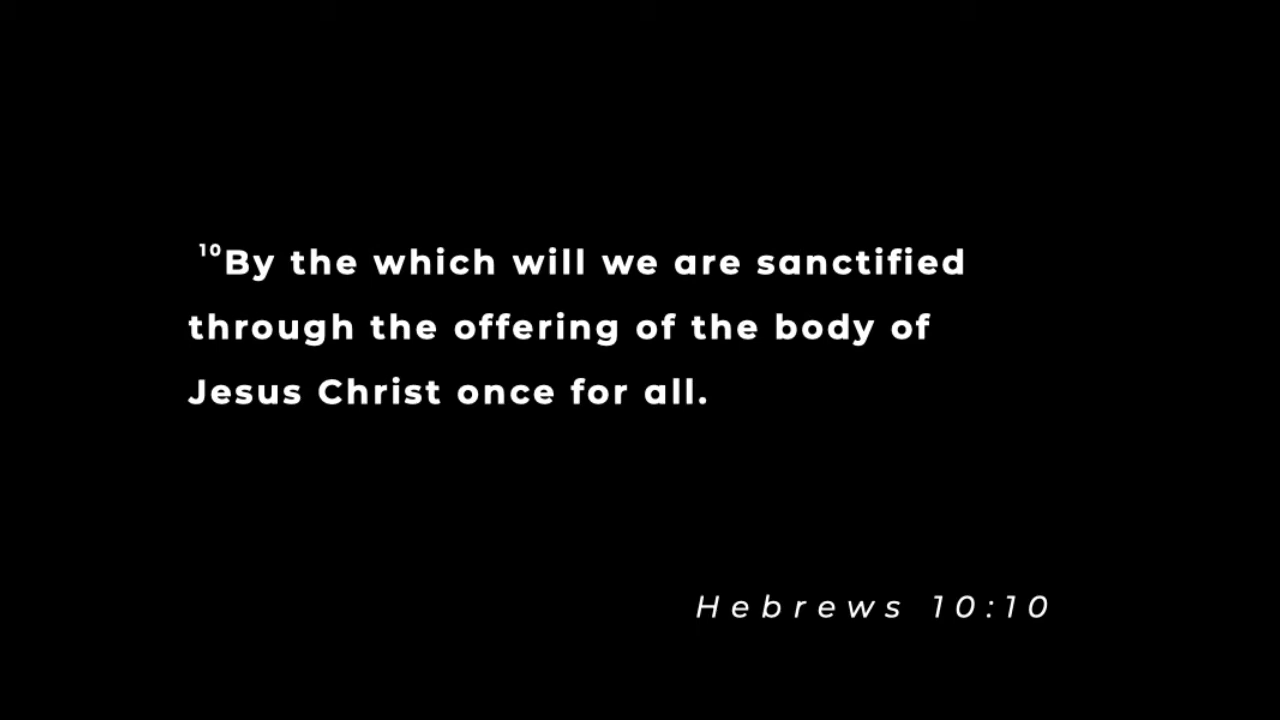 ¹⁰By the which will we are sanctified
through the offering of the body of
Jesus Christ once for all.
Hebrews 10:10